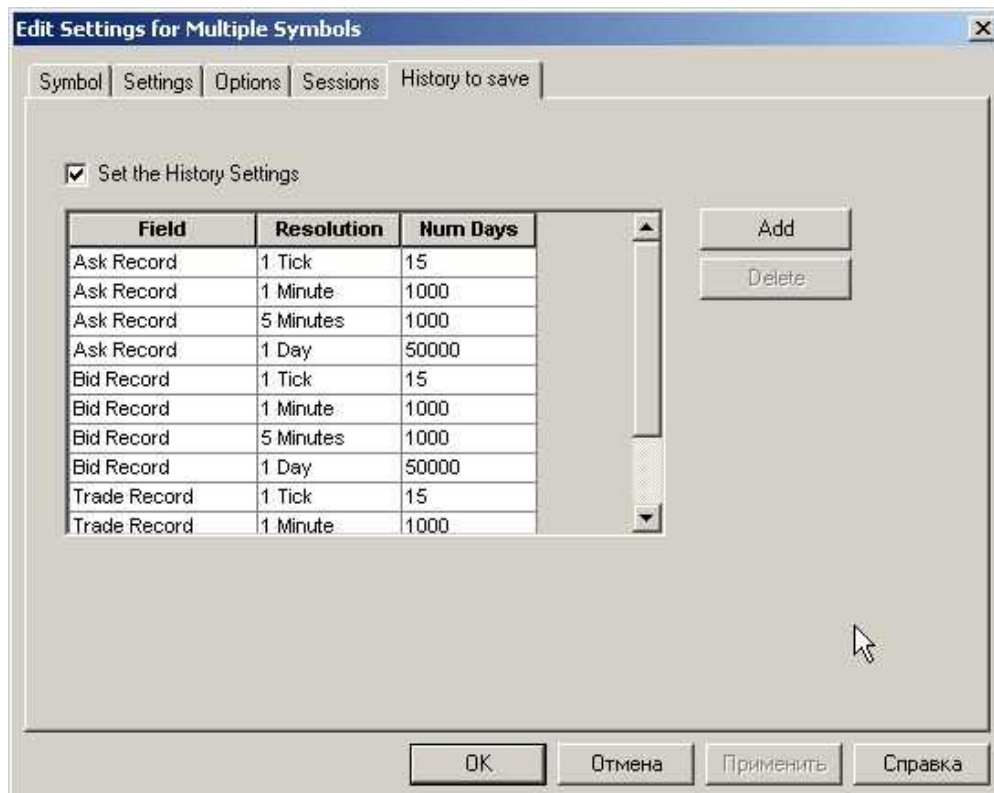 Edit Settings for Multiple Symbols
Symbol Settings Options Sessions History to save
Set the History Settings
Field Resolution Num Days
Ask Record 1 Tick 15
Ask Record 1 Minute 1000
Ask Record 5 Minutes 1000
Ask Record 1 Day 50000
Bid Record 1 Tick 15
Bid Record 1 Minute 1000
Bid Record 5 Minutes 1000
Bid Record 1 Day 50000
Trade Record 1 Tick 15
Trade Record 1 Minute 1000
Add
Delete
OK Отмена Применить Справка